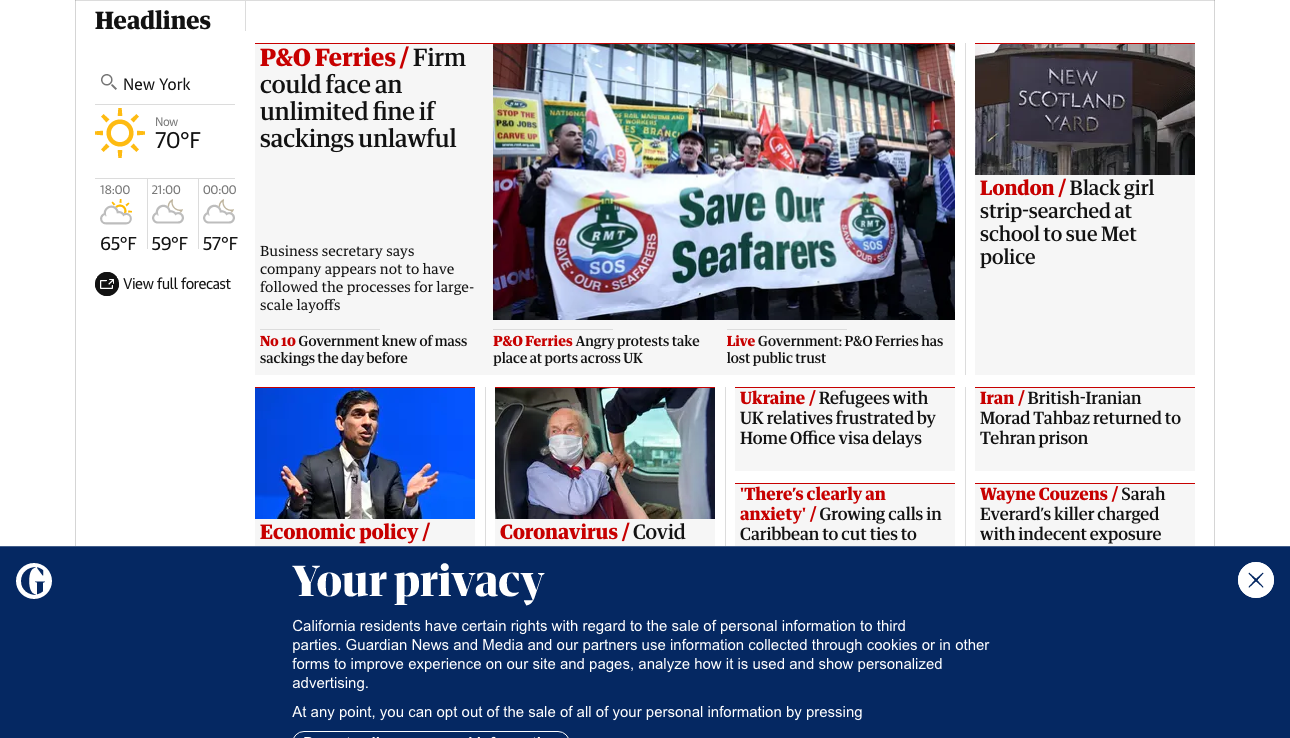 Headlines
New York
Now
70°F
18:00
21:00
00:00
65°F
59°F
57°F
View full forecast
P&O Ferries / Firm
could face an
unlimited fine if
sackings unlawful
Business secretary says
company appears not to have
followed the processes for large-
scale layoffs
RMT
STOP THE
P&O JOBS
CARVE UP
Save Our
Seafarers
RMT
SOS
SAVE · OUR · SEAFARERS
RMT
SOS
No 10 Government knew of mass
sackings the day before
P&O Ferries Angry protests take
place at ports across UK
Live Government: P&O Ferries has
lost public trust
NEW
SCOTLAND
YARD
London / Black girl
strip-searched at
school to sue Met
police
Economic policy /
Coronavirus / Covid
Ukraine / Refugees with
UK relatives frustrated by
Home Office visa delays
'There's clearly an
anxiety' / Growing calls in
Caribbean to cut ties to
Iran / British-Iranian
Morad Tahbaz returned to
Tehran prison
Wayne Couzens / Sarah
Everard's killer charged
with indecent exposure
Your privacy
California residents have certain rights with regard to the sale of personal information to third
parties. Guardian News and Media and our partners use information collected through cookies or in other
forms to improve experience on our site and pages, analyze how it is used and show personalized
advertising.
At any point, you can opt out of the sale of all of your personal information by pressing